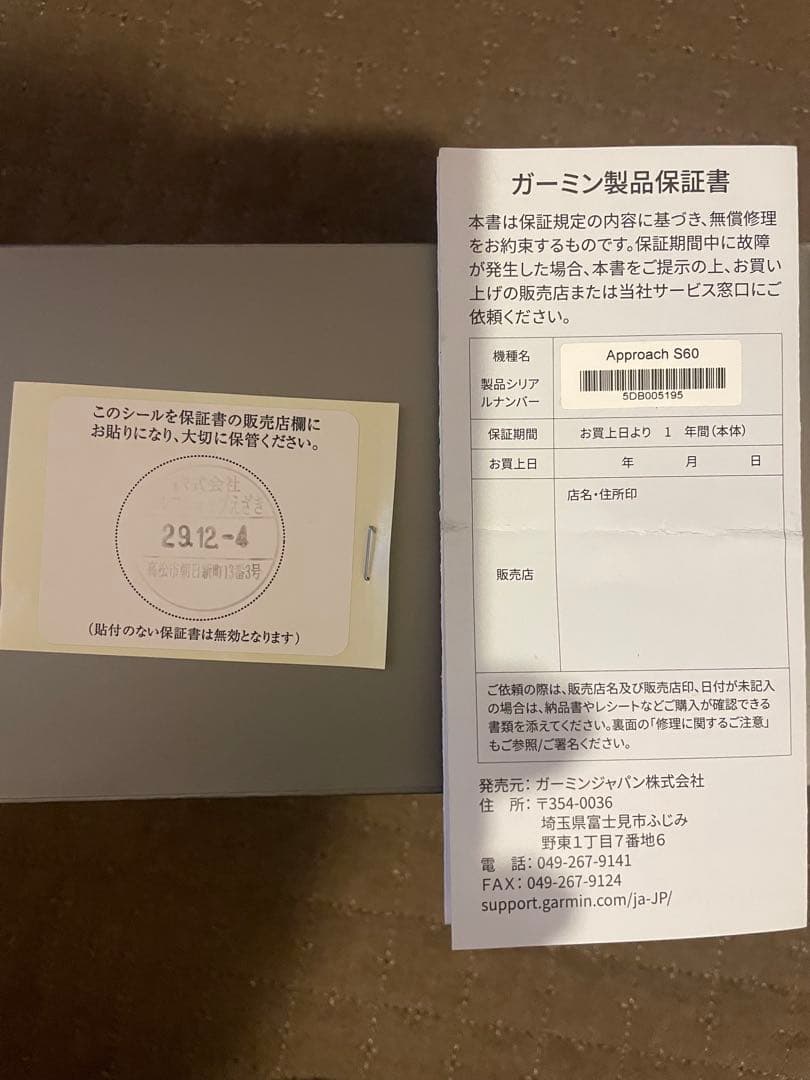 このシールを保証書の販売店欄に
お貼りになり、大切に保管ください。
式会社
えざき
29.12.-4
高松市朝日新町13番3号
(貼付のない保証書は無効となります)
ガーミン製品保証書
本書は保証規定の内容に基づき、無償修理
をお約束するものです。保証期間中に故障
が発生した場合、本書をご提示の上、お買い
上げの販売店または当社サービス窓口にご
依頼ください。
機種名
Approach S60
製品シリア
ルナンバー
5DB005195
保証期間 お買上日より 1 年間(本体)
お買上日 年 月 日
販売店
店名・住所印
ご依頼の際は、販売店名及び販売店印、日付が未記入
の場合は、納品書やレシートなどご購入が確認できる
書類を添えてください。裏面の「修理に関するご注意」
もご参照/ご署名ください。
発売元:ガーミンジャパン株式会社
住 所:〒354-0036
埼玉県富士見市ふじみ
野東1丁目7番地6
電 話:049-267-9141
FAX:049-267-9124
support.garmin.com/ja-JP/